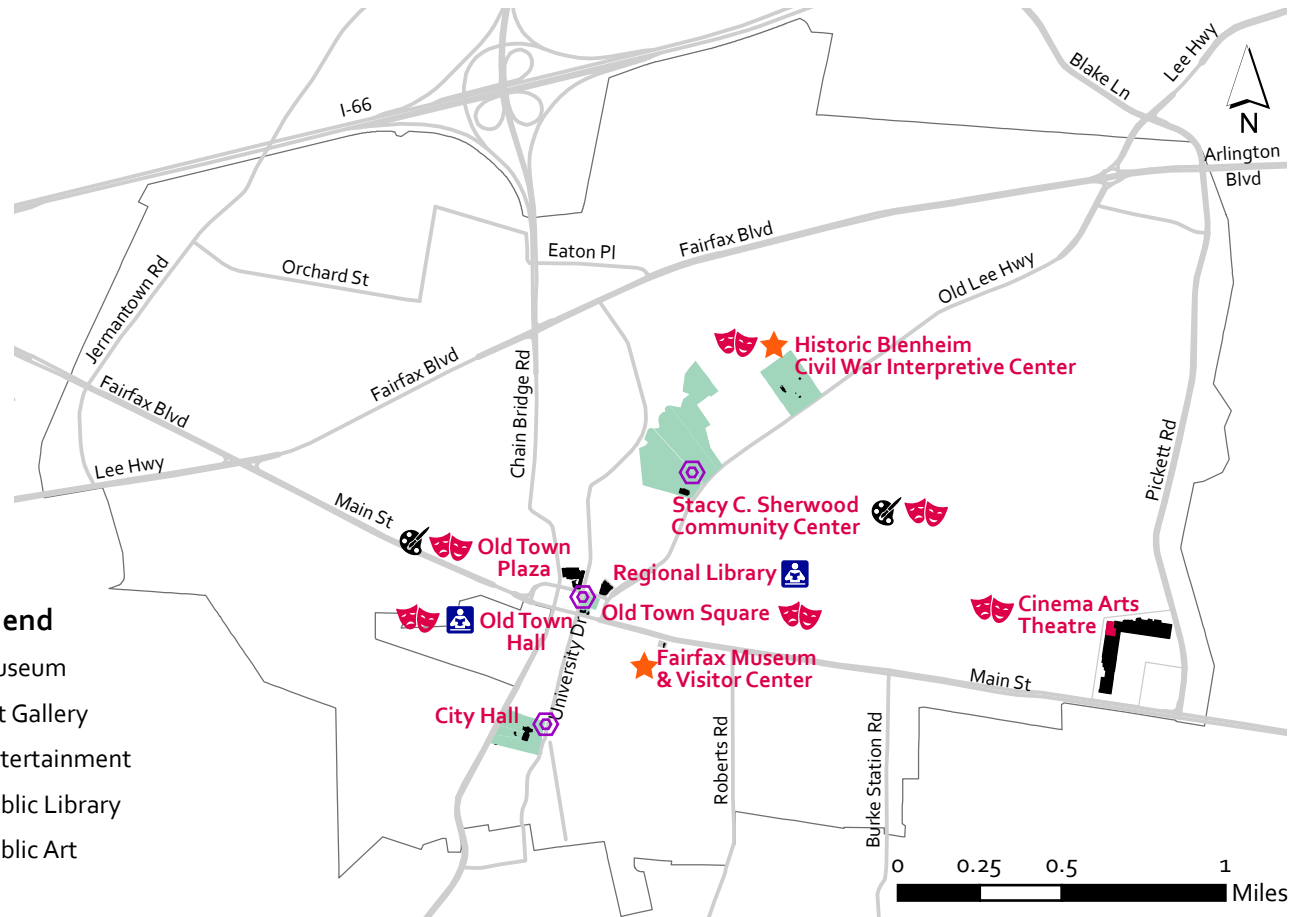 I-66
Blake Ln
Lee Hwy
N
Arlington
Blvd
Jermantown Rd
Orchard St
Eaton Pl
Fairfax Blvd
Old Lee Hwy
Historic Blenheim
Civil War Interpretive Center
Fairfax Blvd
Fairfax Blvd
Chain Bridge Rd
Pickett Rd
Lee Hwy
Main St
Stacy C. Sherwood
Community Center
Old Town
Plaza
Regional Library
Old Town Square
Old Town
Hall
Cinema Arts
Theatre
University Dr
Fairfax Museum
& Visitor Center
Main St
City Hall
Roberts Rd
Burke Station Rd
end
useum
t Gallery
tertainment
blic Library
blic Art
0 0.25 0.5 1
Miles